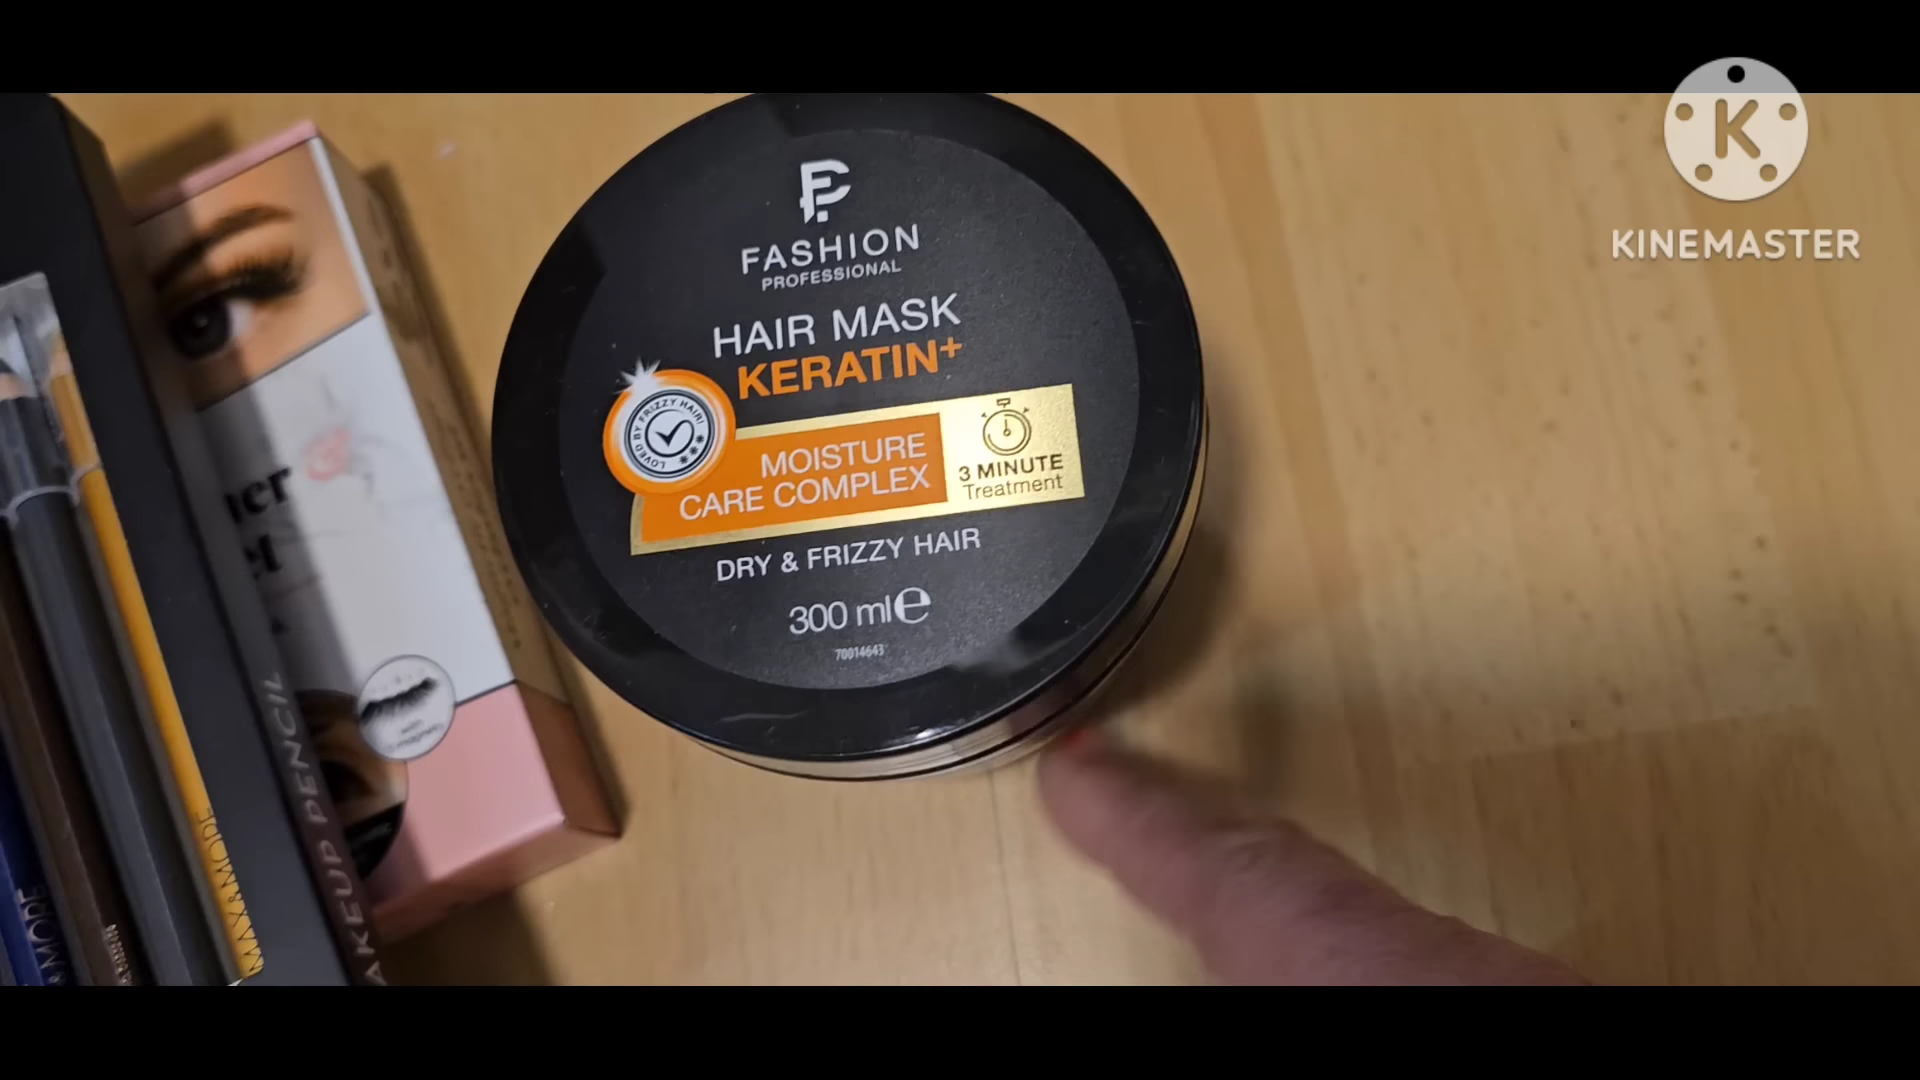 KINEMASTER
FASHION
PROFESSIONAL
HAIR MASK
KERATIN+
LOVED BY FRIZZY HAIR!
MOISTURE
CARE COMPLEX
3 MINUTE
Treatment
DRY & FRIZZY HAIR
300 ml e
70014643
MAKEUP PENCIL
MAX & MORE
& MORE